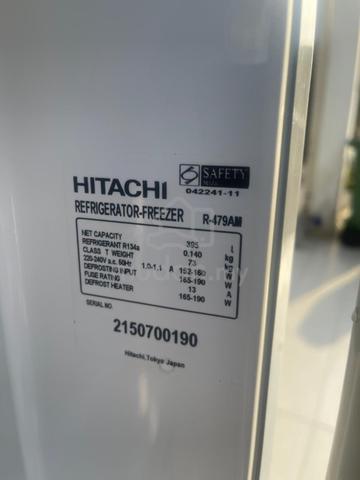 S SAFETY
042241-11
HITACHI
REFRIGERATOR-FREEZER R-479AM
NET CAPACITY 395 L
REFRIGERANT R134a 0.140 kg
CLASS T WEIGHT 73 kg
220-240V a.c. 50Hz 1.0-1.1 A 152-160 W
DEFROSTING INPUT 165-190 W
FUSE RATING 13 A
DEFROST HEATER 165-190 W
SERIAL NO.
2150700190
Hitachi,Tokyo Japan